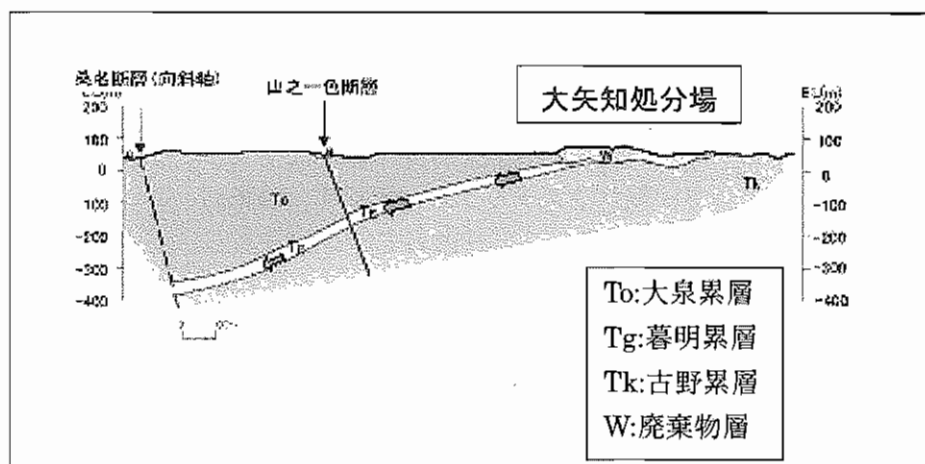 桑名断層(向斜軸)
山之一色断層
大矢知処分場
EL(m)
200
100
0
-100
-200
-300
-400
To
Tg
Tg
W
Tk
EL(m)
200
100
0
-100
-200
-300
-400
To:大泉累層
Tg:暮明累層
Tk:古野累層
W:廃棄物層